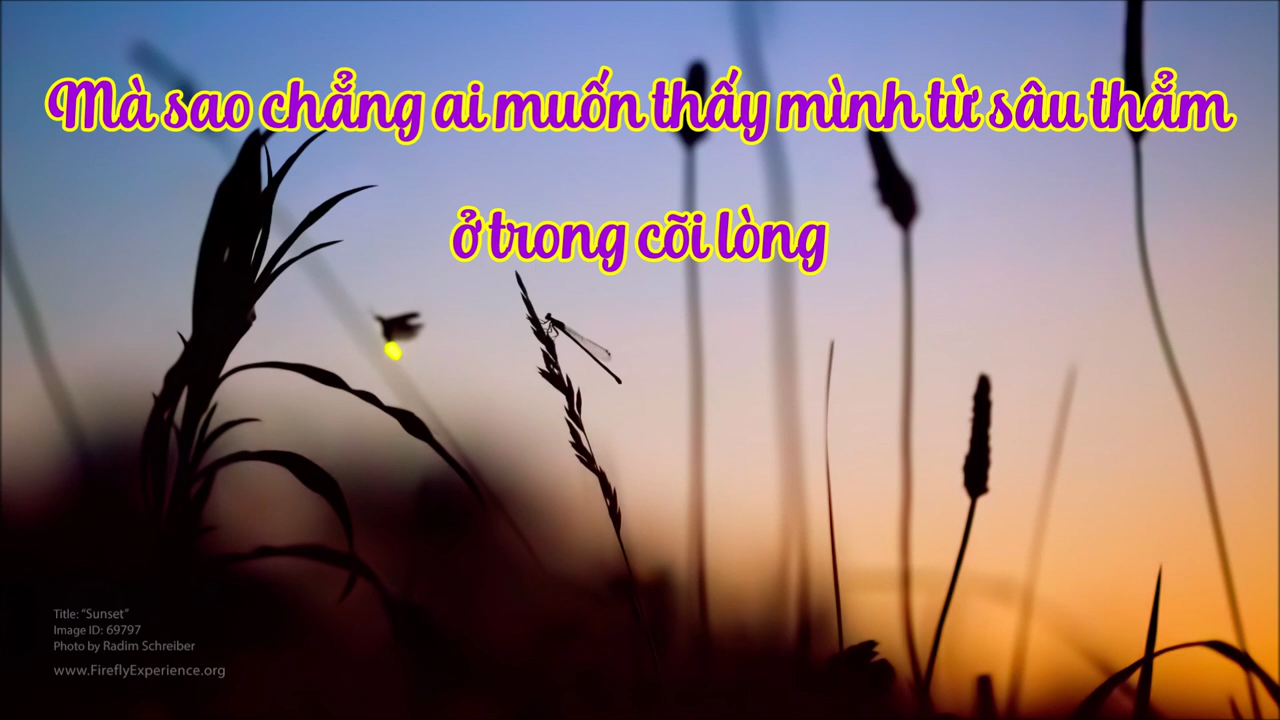 Mà sao chẳng ai muốn thấy mình từ sâu thẳm
ở trong cõi lòng
Title: "Sunset"
Image ID: 69797
Photo by Radim Schreiber
www.FireflyExperience.org